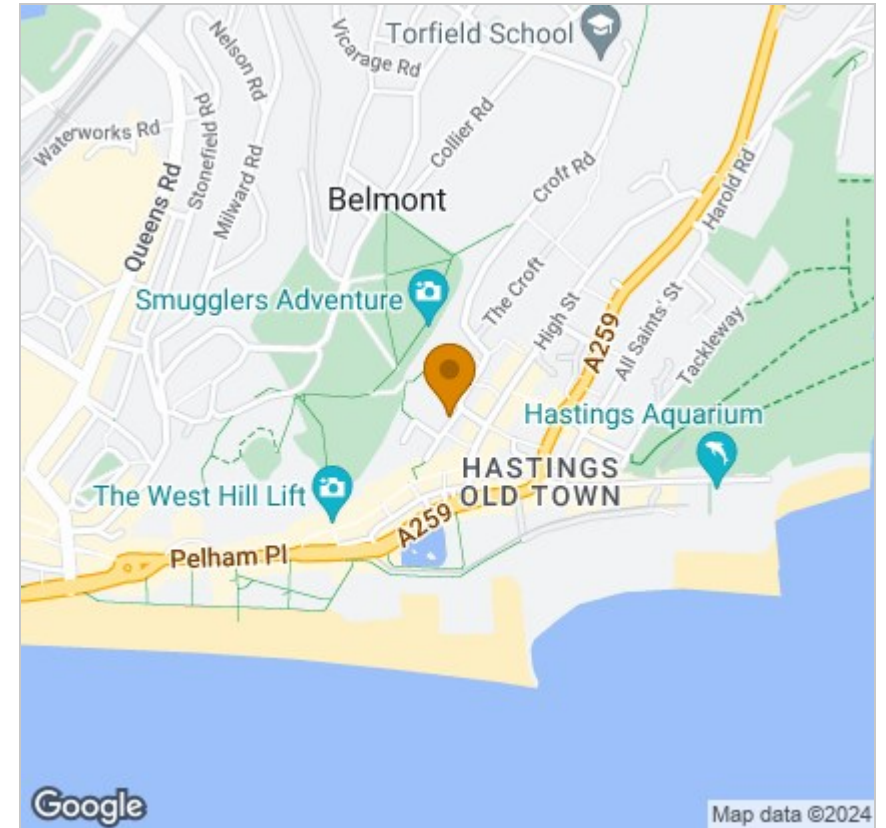 Torfield School
Nelson Rd
Vicarage Rd
Waterworks Rd
Stonefield Rd
Collier Rd
Milward Rd
Croft Rd
Harold Rd
Belmont
Queens Rd
Smugglers Adventure
The Croft
High St
A259
All Saints' St
Tackleway
Hastings Aquarium
HASTINGS
OLD TOWN
The West Hill Lift
A259
Pelham Pl
Google
Map data ©2024